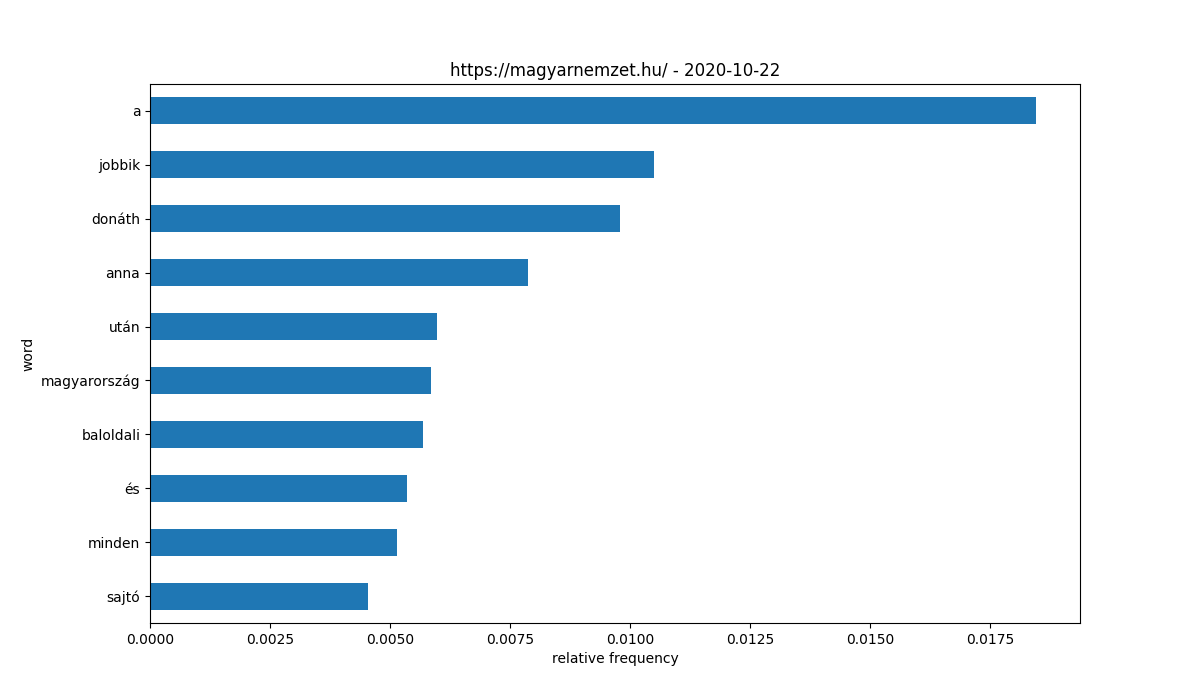 https://magyarnemzet.hu/ - 2020-10-22
a
jobbik
donáth
anna
után
magyarország
baloldali
és
minden
sajtó
word
0.0000 0.0025 0.0050 0.0075 0.0100 0.0125 0.0150 0.0175
relative frequency